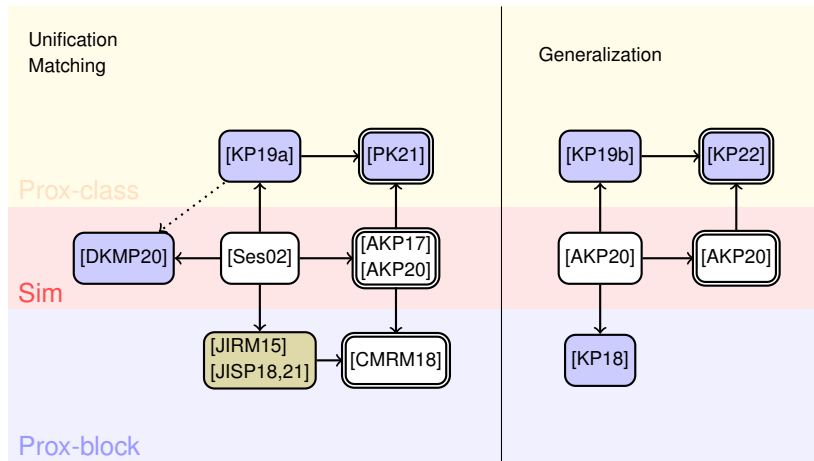 Unification
Matching
Generalization
[KP19a]
[PK21]
[KP19b]
[KP22]
Prox-class
[DKMP20]
[Ses02]
[AKP17]
[AKP20]
[AKP20]
[AKP20]
Sim
[JIRM15]
[JISP18,21]
[CMRM18]
[KP18]
Prox-block